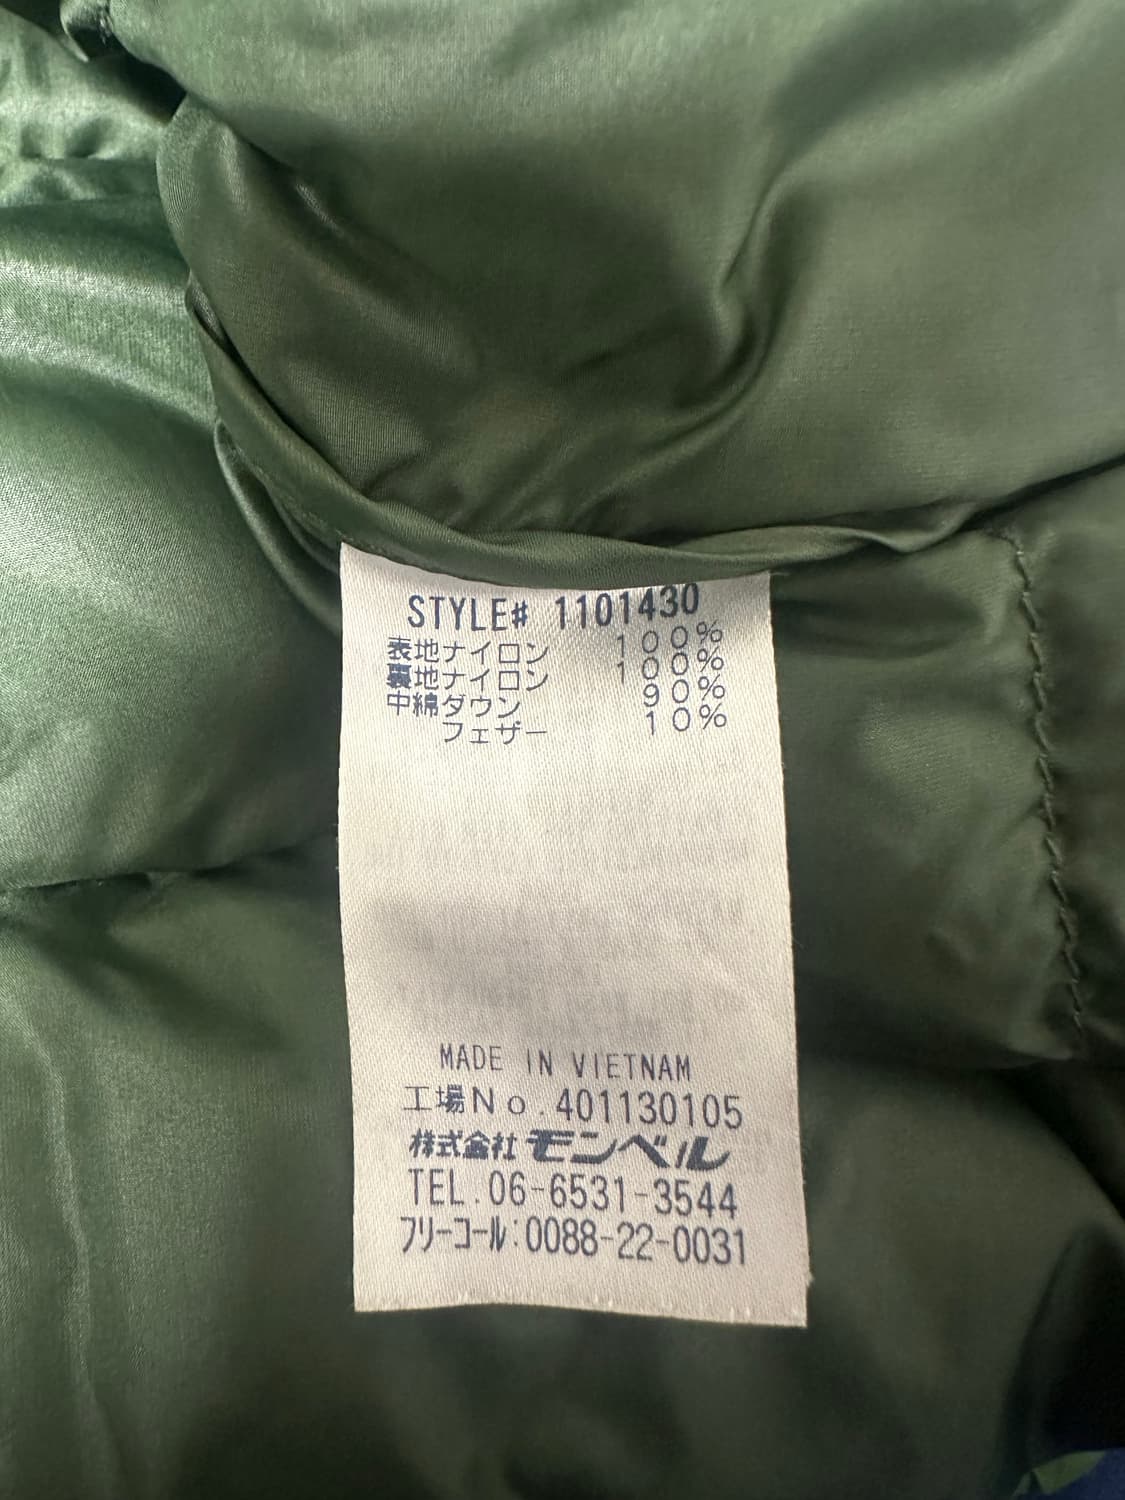 STYLE# 1101430
表地ナイロン 100%
裏地ナイロン 100%
中綿ダウン 90%
フェザー 10%
MADE IN VIETNAM
工場No.401130105
株式会社モンベル
TEL.06-6531-3544
フリーコール:0088-22-0031